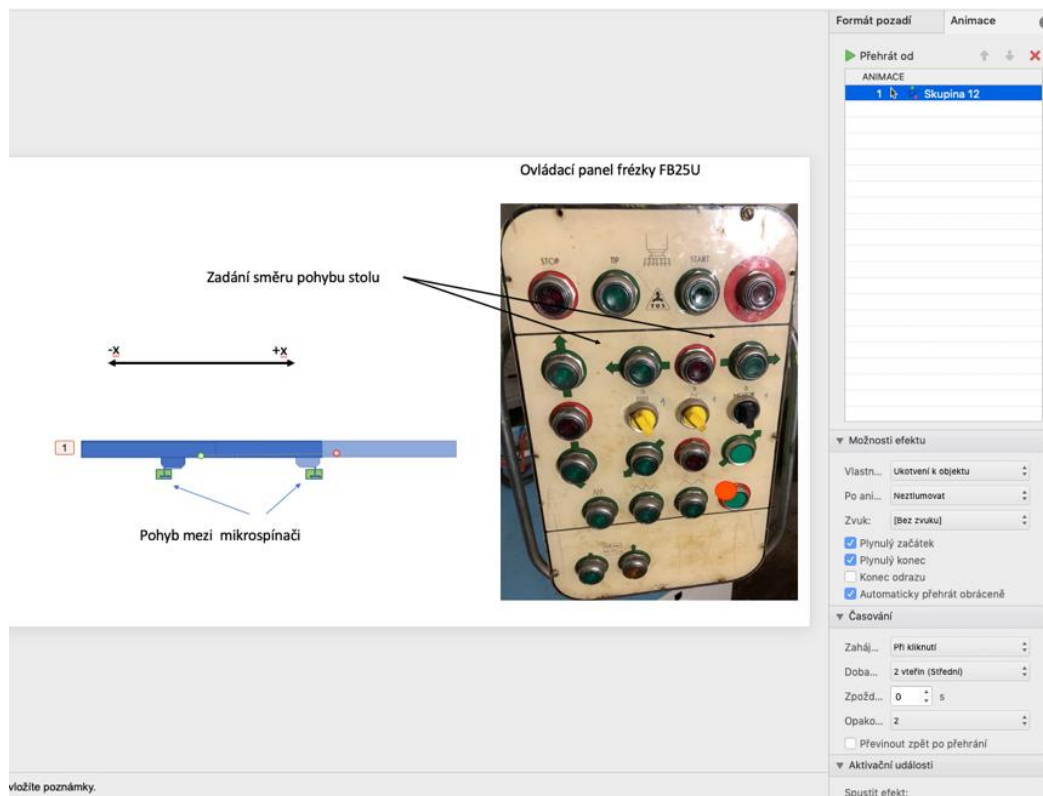 Formát pozadí
Animace
Přehrát od
ANIMACE
1 Skupina 12
Ovládací panel frézky FB25U
STOP
TIP
START
TOS
Zadání směru pohybu stolu
-x
+x
1
Pohyb mezi mikrospínači
Možnosti efektu
Vlastn... Ukotvení k objektu
Po ani... Neztlumovat
Zvuk: [Bez zvuku]
Plynulý začátek
Plynulý konec
Konec odrazu
Automaticky přehrát obráceně
Časování
Zaháj... Při kliknutí
Doba... 2 vteřin (Střední)
Zpožd... 0 s
Opako... 2
Převinout zpět po přehrání
Aktivační události
Spustit efekt:
vložíte poznámky.